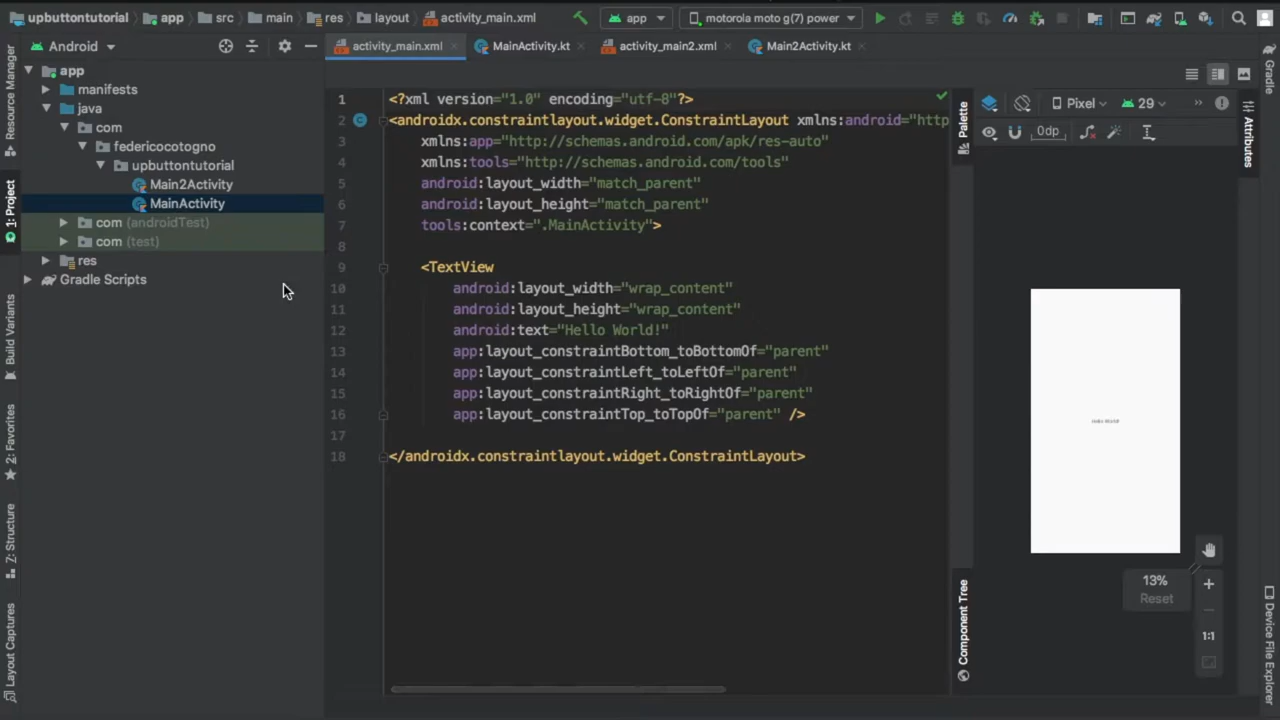 upbuttontutorial app src main res layout activity_main.xml app motorola moto g(7) power
Android
activity_main.xml MainActivity.kt activity_main2.xml Main2Activity.kt
Resource Manager
1: Project
Build Variants
2: Favorites
7: Structure
Layout Captures
app
manifests
java
com
federicocotogno
upbuttontutorial
Main2Activity
MainActivity
com (androidTest)
com (test)
res
Gradle Scripts
1 <?xml version="1.0" encoding="utf-8"?>
2 <androidx.constraintlayout.widget.ConstraintLayout xmlns:android="http
3 xmlns:app="http://schemas.android.com/apk/res-auto"
4 xmlns:tools="http://schemas.android.com/tools"
5 android:layout_width="match_parent"
6 android:layout_height="match_parent"
7 tools:context=".MainActivity">
8
9 <TextView
10 android:layout_width="wrap_content"
11 android:layout_height="wrap_content"
12 android:text="Hello World!"
13 app:layout_constraintBottom_toBottomOf="parent"
14 app:layout_constraintLeft_toLeftOf="parent"
15 app:layout_constraintRight_toRightOf="parent"
16 app:layout_constraintTop_toTopOf="parent" />
17
18 </androidx.constraintlayout.widget.ConstraintLayout>
Palette
Component Tree
Pixel 29 »
0dp
13%
Reset
1:1
Gradle
Attributes
Device File Explorer